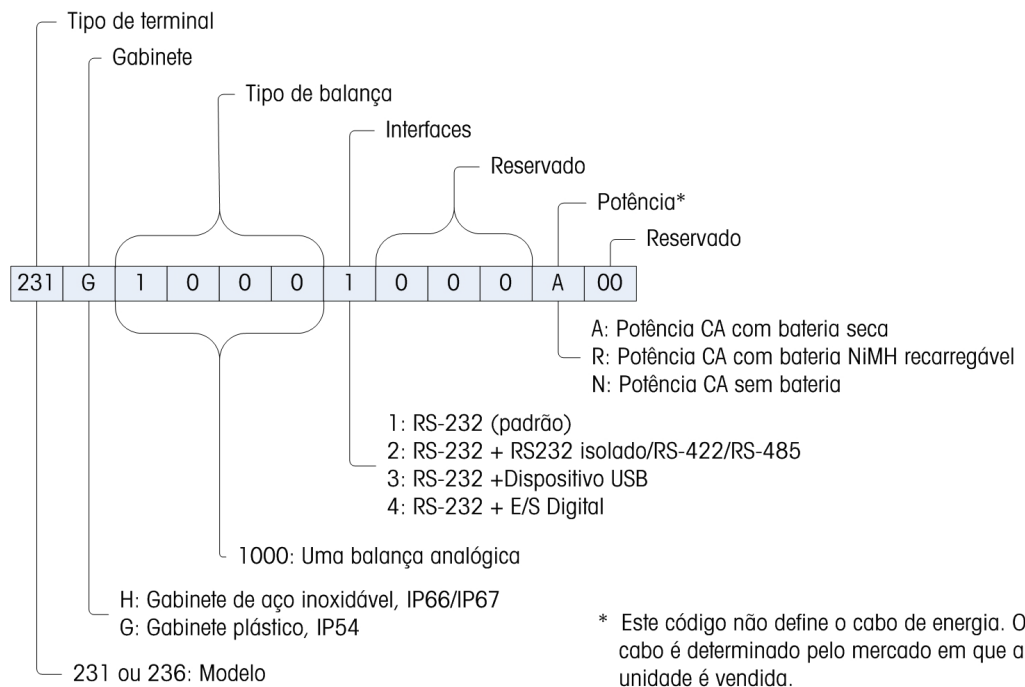 Tipo de terminal
Gabinete
Tipo de balança
Interfaces
Reservado
Potência*
Reservado
231 G 1 0 0 0 1 0 0 0 A 00
A: Potência CA com bateria seca
R: Potência CA com bateria NiMH recarregável
N: Potência CA sem bateria
1: RS-232 (padrão)
2: RS-232 + RS232 isolado/RS-422/RS-485
3: RS-232 +Dispositivo USB
4: RS-232 + E/S Digital
1000: Uma balança analógica
H: Gabinete de aço inoxidável, IP66/IP67
G: Gabinete plástico, IP54
231 ou 236: Modelo
* Este código não define o cabo de energia. O
cabo é determinado pelo mercado em que a
unidade é vendida.